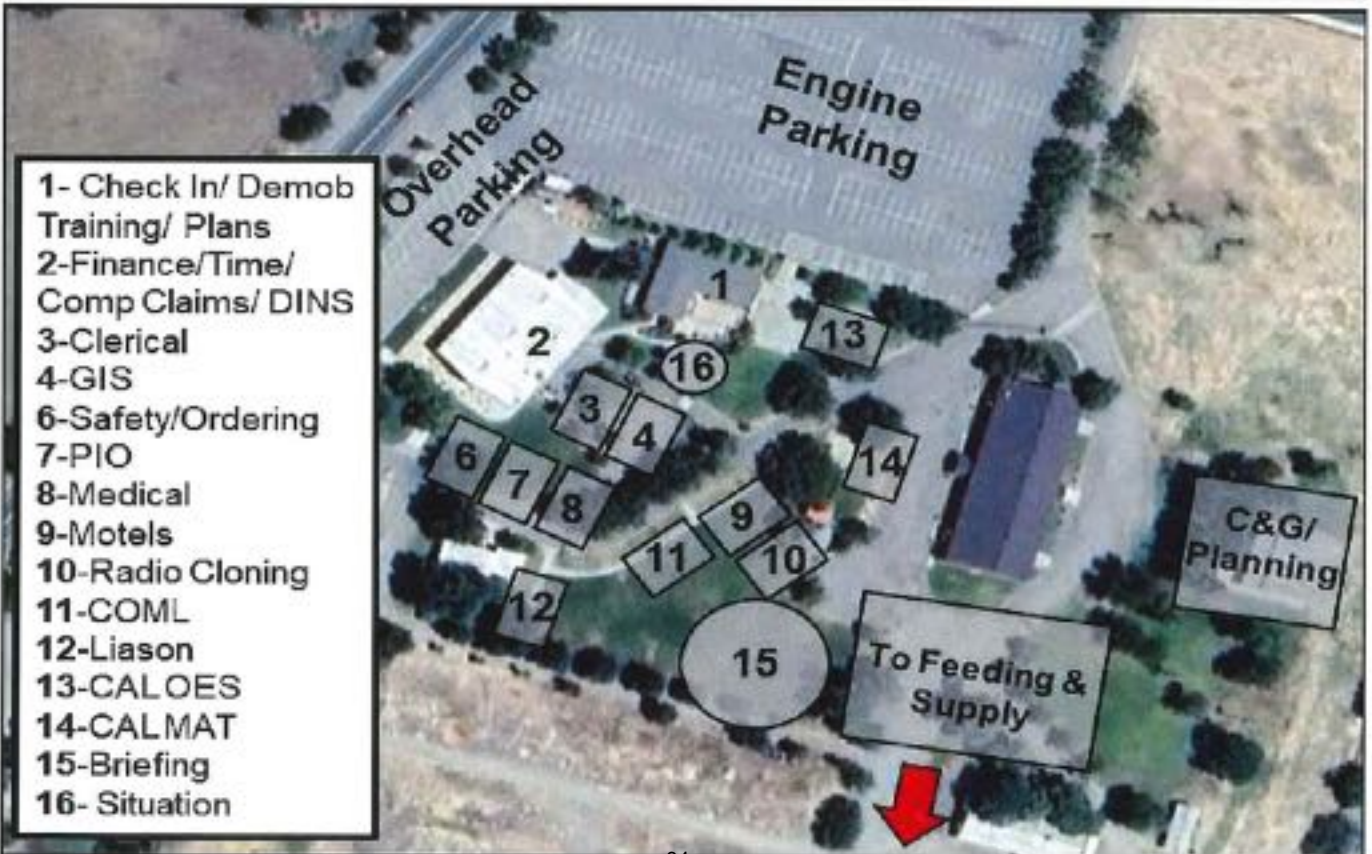 Engine
Parking
Overhead
Parking
1- Check In/ Demob
Training/ Plans
2-Finance/Time/
Comp Claims/ DINS
3-Clerical
4-GIS
6-Safety/Ordering
7-PIO
8-Medical
9-Motels
10-Radio Cloning
11-COML
12-Liason
13-CALOES
14-CALMAT
15-Briefing
16- Situation
1
2
16
13
3
4
14
6
7
8
9
10
11
12
15
C&G/
Planning
To Feeding &
Supply